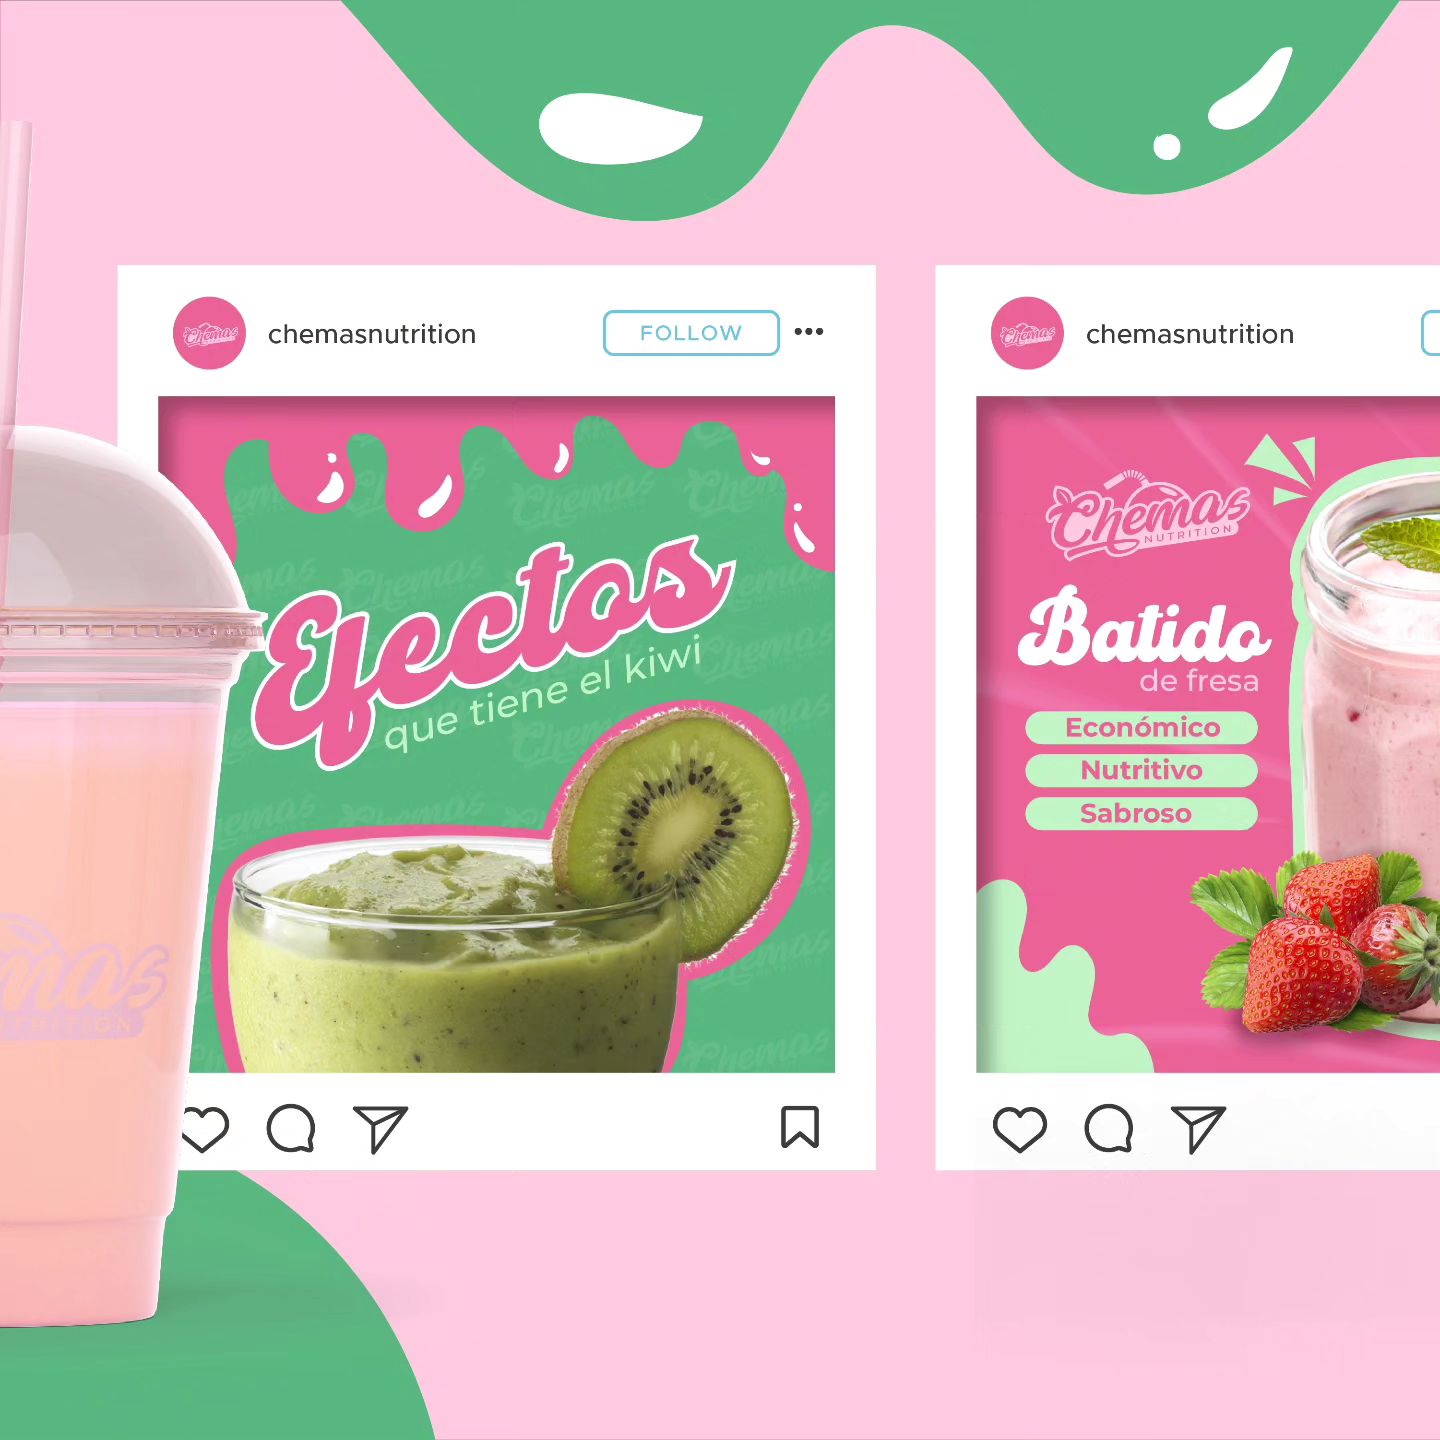 chemasnutrition
FOLLOW
Chemas
Efectos
que tiene el kiwi
chemasnutrition
Chemas
Chemas
NUTRITION
Batido
de fresa
Económico
Nutritivo
Sabroso
mas
NUTRITION